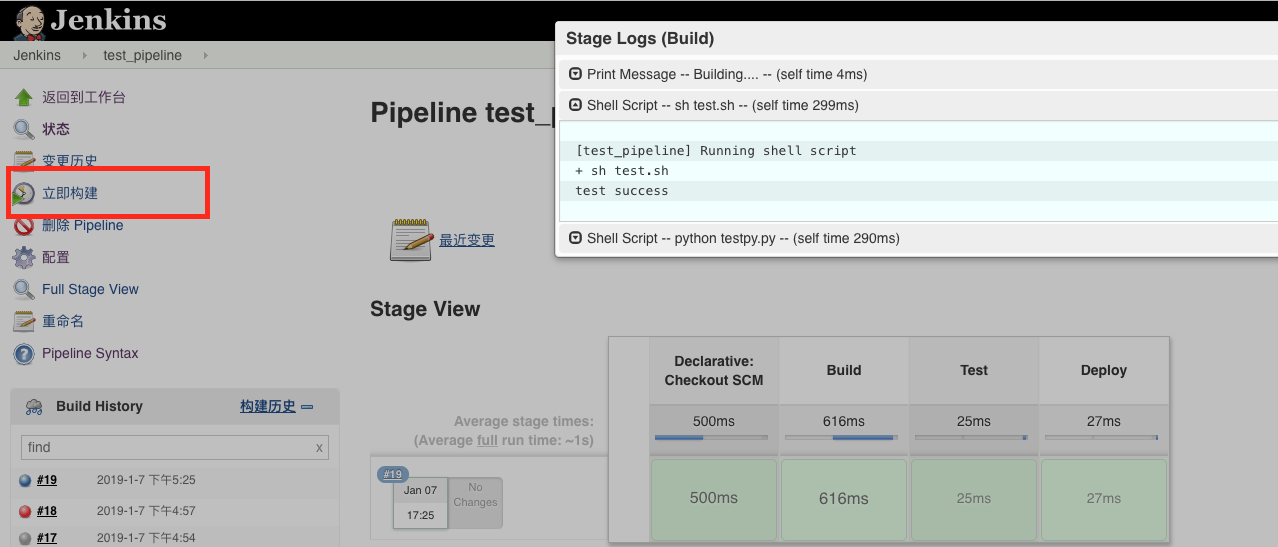 Jenkins
Jenkins
test_pipeline
返回到工作台
状态
变更历史
立即构建
删除 Pipeline
配置
Full Stage View
重命名
Pipeline Syntax
Build History
构建历史
find
x
#19
2019-1-7 下午5:25
#18
2019-1-7 下午4:57
#17
2019-1-7 下午4:54
Pipeline test_
最近变更
Stage Logs (Build)
Print Message -- Building.... -- (self time 4ms)
Shell Script -- sh test.sh -- (self time 299ms)
[test_pipeline] Running shell script
+ sh test.sh
test success
Shell Script -- python testpy.py -- (self time 290ms)
Stage View
Declarative:
Checkout SCM
Build
Test
Deploy
Average stage times:
(Average full run time: ~1s)
500ms
616ms
25ms
27ms
#19
Jan 07
17:25
No
Changes
500ms
616ms
25ms
27ms